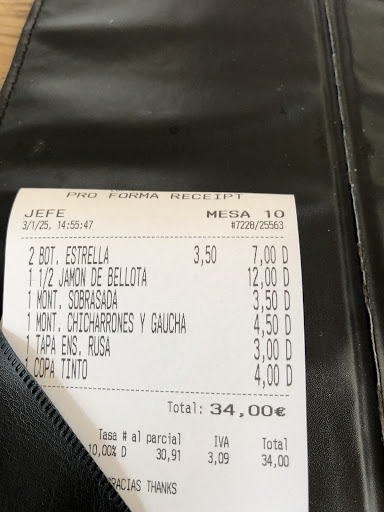 PRO FORMA RECEIPT
JEFE MESA 10
3/1/25, 14:55:47 #7228/25563
2 BOT. ESTRELLA 3,50 7,00 D
1 1/2 JAMON DE BELLOTA 12,00 D
1 MONT. SOBRASADA 3,50 D
1 MONT. CHICHARRONES Y GAUCHA 4,50 D
1 TAPA ENS. RUSA 3,00 D
1 COPA TINTO 4,00 D
Total: 34,00€
Tasa # al parcial IVA Total
10,00% D 30,91 3,09 34,00
GRACIAS THANKS